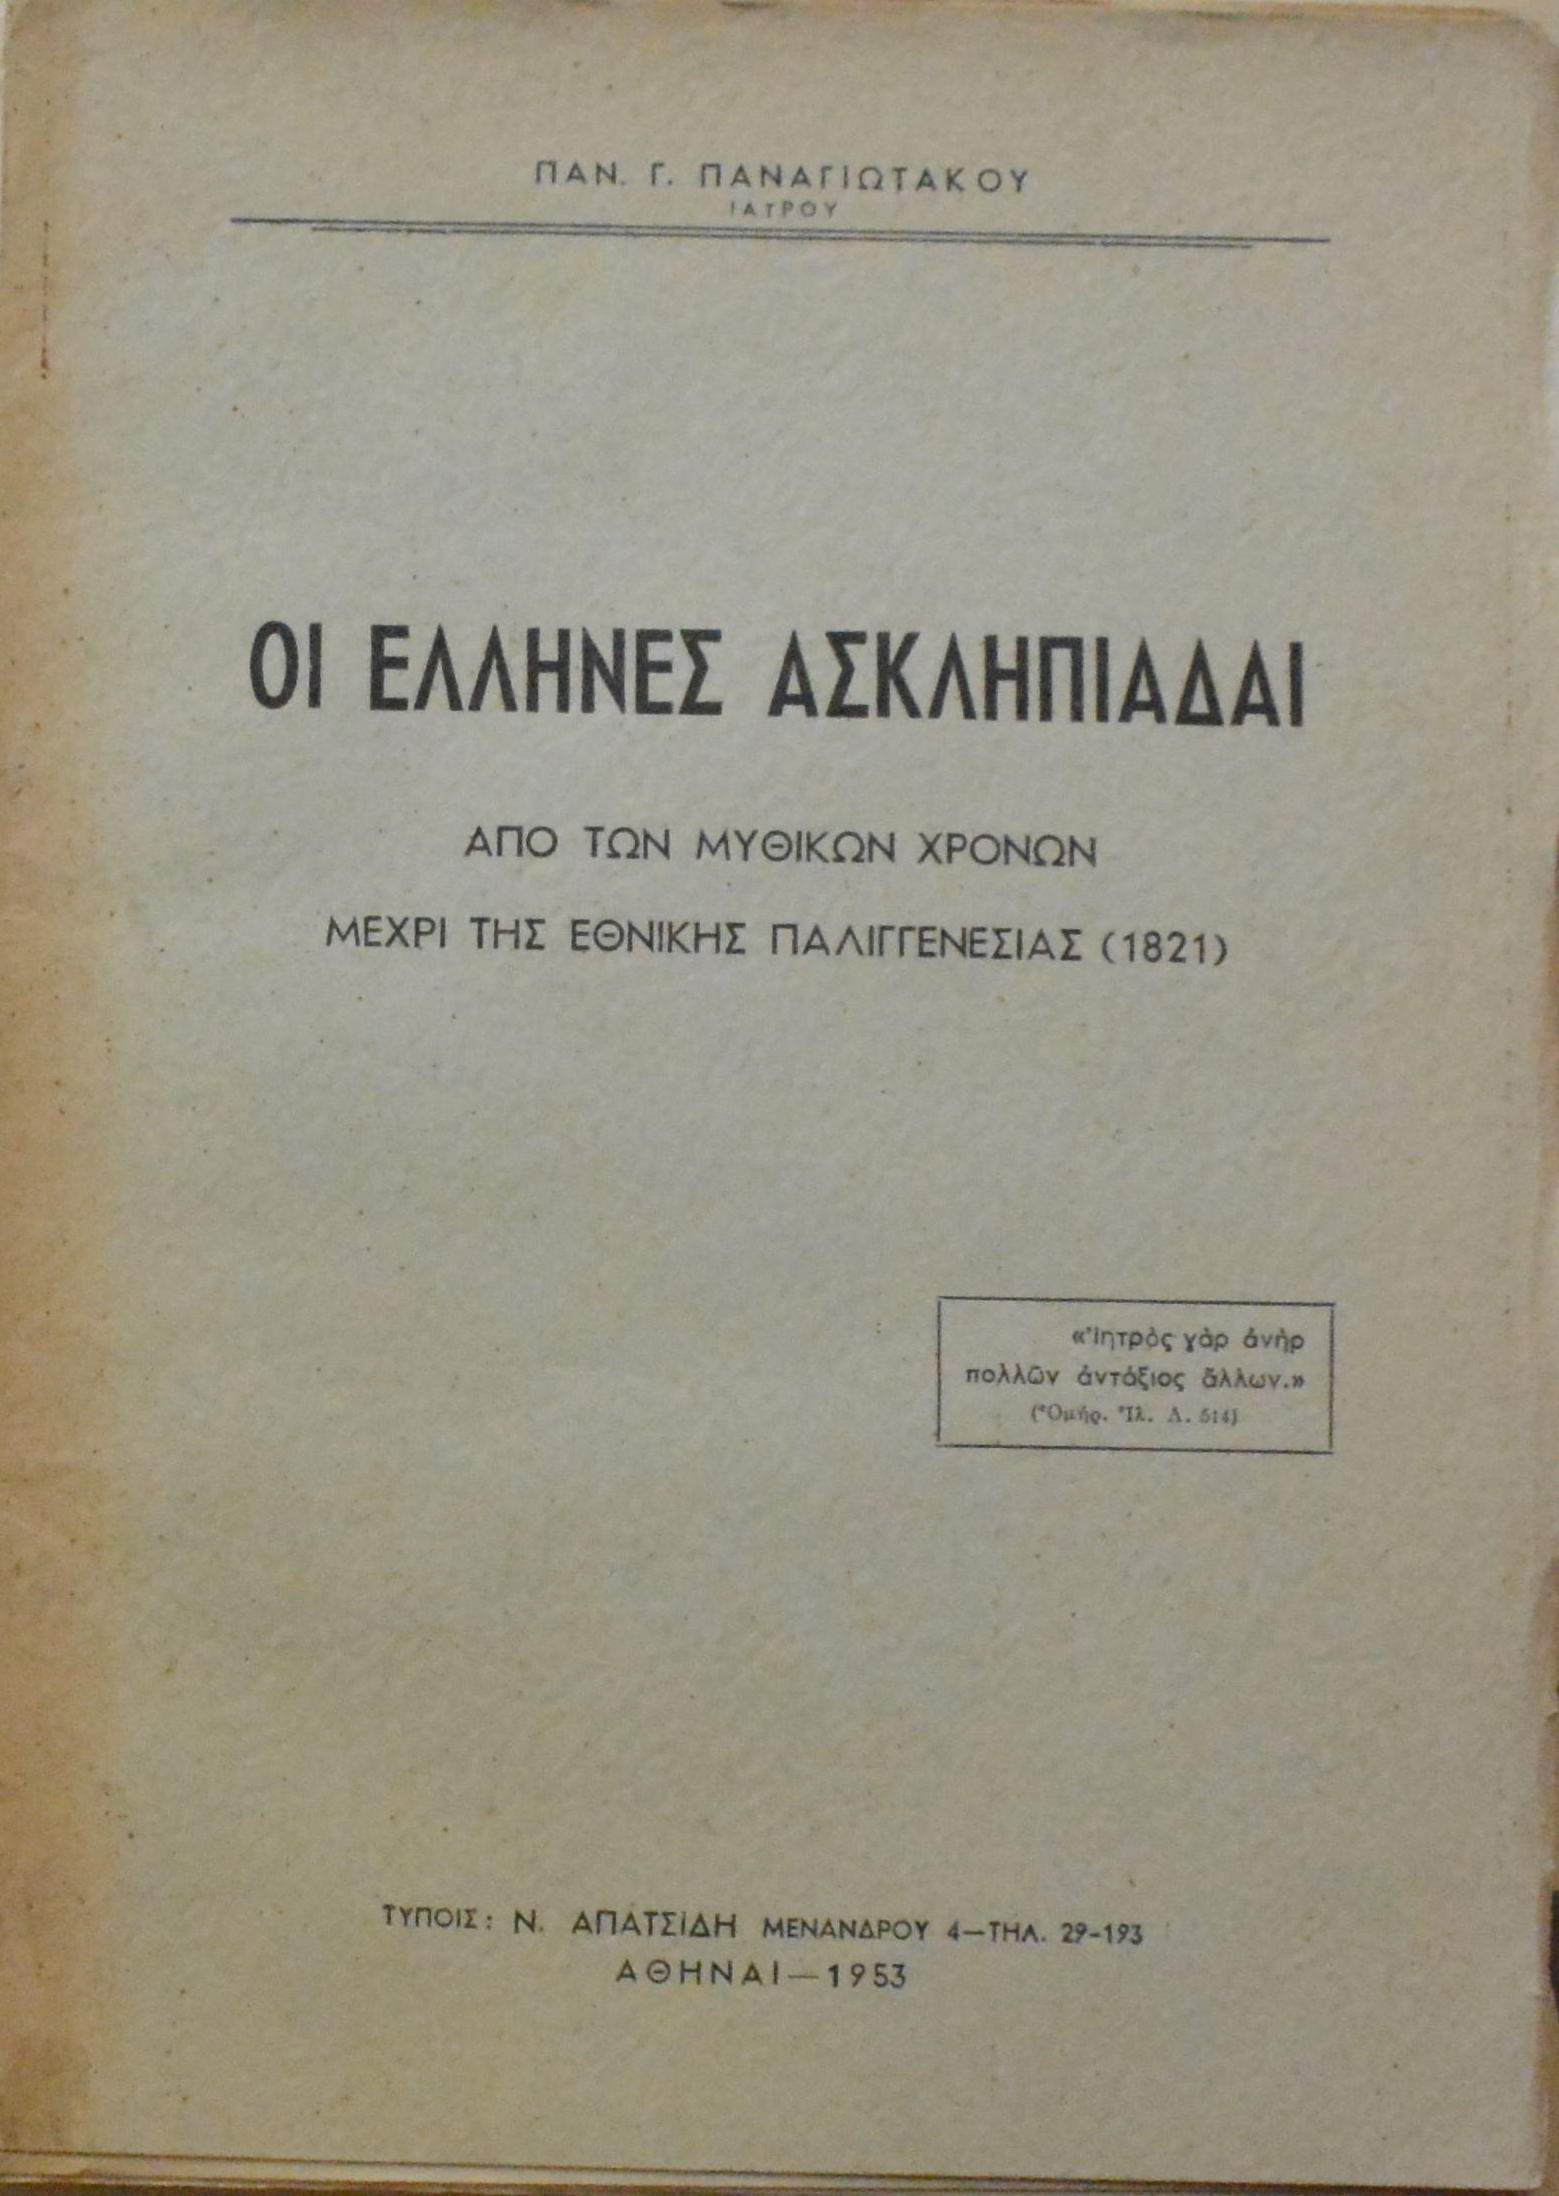 ΠΑΝ. Γ. ΠΑΝΑΓΙΩΤΑΚΟΥ
ΙΑΤΡΟΥ
ΟΙ ΕΛΛΗΝΕΣ ΑΣΚΛΗΠΙΑΔΑΙ
ΑΠΟ ΤΩΝ ΜΥΘΙΚΩΝ ΧΡΟΝΩΝ
ΜΕΧΡΙ ΤΗΣ ΕΘΝΙΚΗΣ ΠΑΛΙΓΓΕΝΕΣΙΑΣ (1821)
«Ἰητρὸς γὰρ ἀνὴρ
πολλῶν ἀντάξιος ἄλλων.»
(Ὁμήρ. Ἰλ. Λ. 514)
ΤΥΠΟΙΣ: Ν. ΑΠΑΤΣΙΔΗ ΜΕΝΑΝΔΡΟΥ 4—ΤΗΛ. 29-193
ΑΘΗΝΑΙ—1953